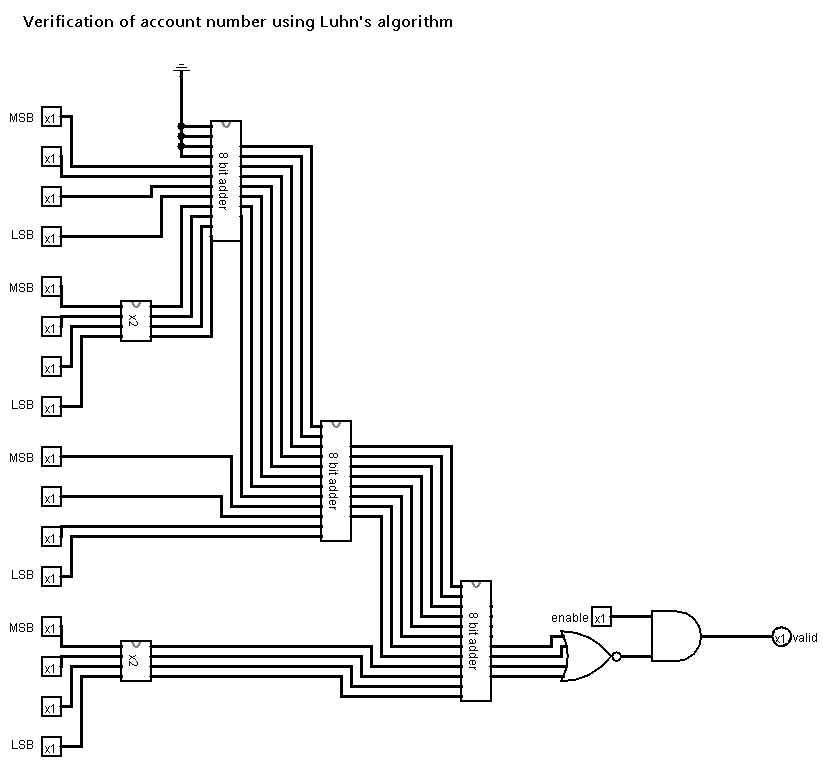 Verification of account number using Luhn's algorithm
MSB x1
x1
x1
LSB x1
8 bit adder
MSB x1
x1
x1
LSB x1
x2
MSB x1
x1
x1
LSB x1
8 bit adder
MSB x1
x1
x1
LSB x1
x2
8 bit adder
enable x1
x1 valid